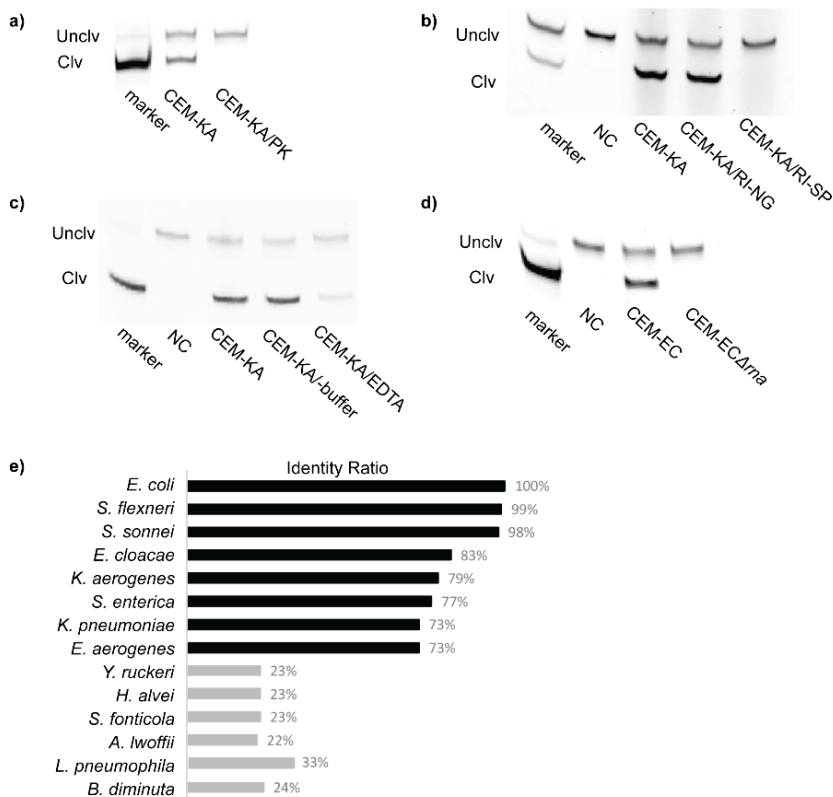 a)
Unclv
Clv
marker
CEM-KA
CEM-KA/PK
b)
Unclv
Clv
marker
NC
CEM-KA
CEM-KA/RI-NG
CEM-KA/RI-SP
c)
Unclv
Clv
marker
NC
CEM-KA
CEM-KA/-buffer
CEM-KA/EDTA
d)
Unclv
Clv
marker
NC
CEM-EC
CEM-ECΔrna
e)
Identity Ratio
E. coli 100%
S. flexneri 99%
S. sonnei 98%
E. cloacae 83%
K. aerogenes 79%
S. enterica 77%
K. pneumoniae 73%
E. aerogenes 73%
Y. ruckeri 23%
H. alvei 23%
S. fonticola 23%
A. lwoffii 22%
L. pneumophila 33%
B. diminuta 24%